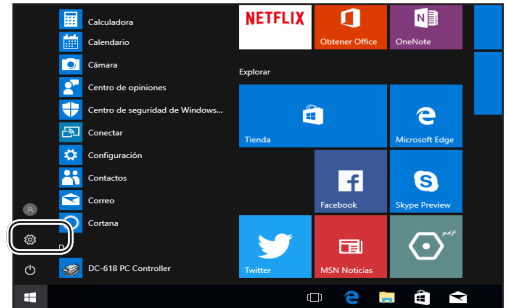 Calculadora
Calendario
Cámara
Centro de opiniones
Centro de seguridad de Windows...
Conectar
Configuración
Contactos
Correo
Cortana
D
DC-618 PC Controller
NETFLIX
Obtener Office
OneNote
Explorar
Tienda
Microsoft Edge
Facebook
Skype Preview
Twitter
MSN Noticias
pdf